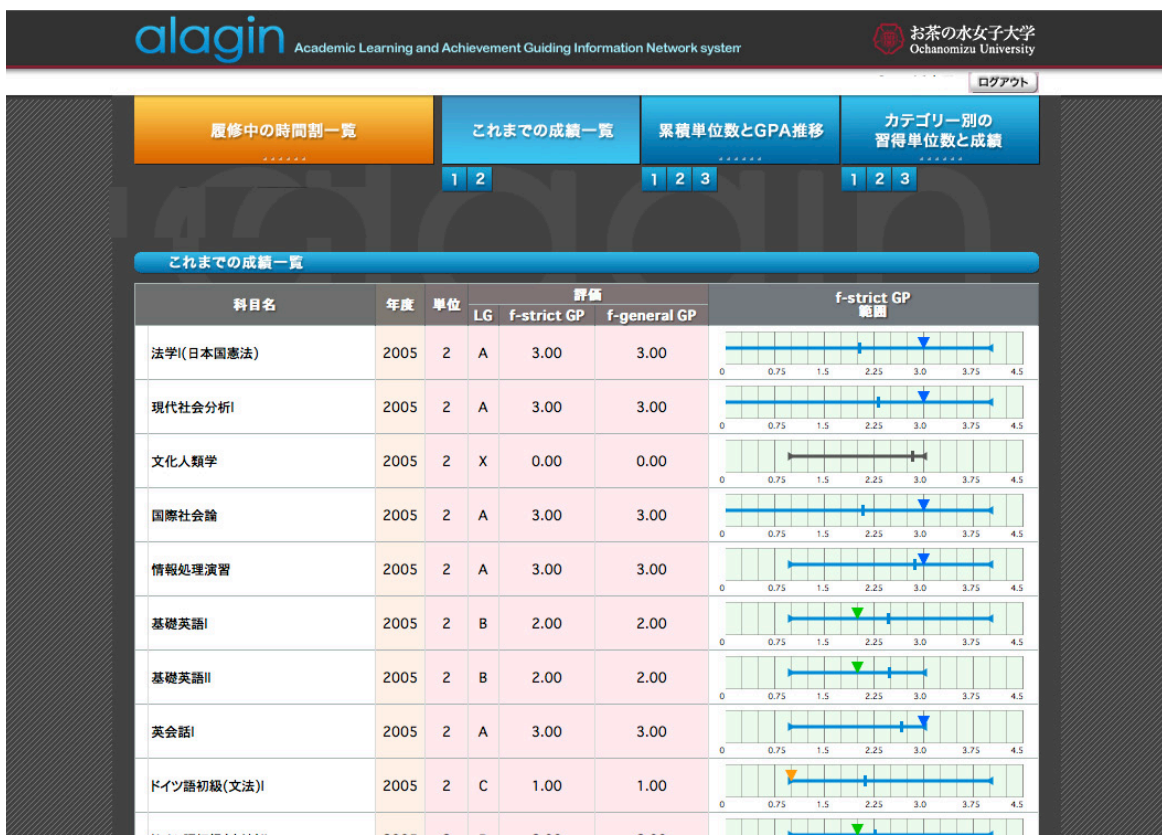 alagin Academic Learning and Achievement Guiding Information Network system
お茶の水女子大学
Ochanomizu University
ログアウト
履修中の時間割一覧
これまでの成績一覧
累積単位数とGPA推移
カテゴリー別の
習得単位数と成績
1 2
1 2 3
1 2 3
これまでの成績一覧
科目名 年度 単位 評価 f-strict GP
範囲
LG f-strict GP f-general GP
法学I(日本国憲法) 2005 2 A 3.00 3.00
0 0.75 1.5 2.25 3.0 3.75 4.5
現代社会分析I 2005 2 A 3.00 3.00
0 0.75 1.5 2.25 3.0 3.75 4.5
文化人類学 2005 2 X 0.00 0.00
0 0.75 1.5 2.25 3.0 3.75 4.5
国際社会論 2005 2 A 3.00 3.00
0 0.75 1.5 2.25 3.0 3.75 4.5
情報処理演習 2005 2 A 3.00 3.00
0 0.75 1.5 2.25 3.0 3.75 4.5
基礎英語I 2005 2 B 2.00 2.00
0 0.75 1.5 2.25 3.0 3.75 4.5
基礎英語II 2005 2 B 2.00 2.00
0 0.75 1.5 2.25 3.0 3.75 4.5
英会話I 2005 2 A 3.00 3.00
0 0.75 1.5 2.25 3.0 3.75 4.5
ドイツ語初級(文法)I 2005 2 C 1.00 1.00
0 0.75 1.5 2.25 3.0 3.75 4.5